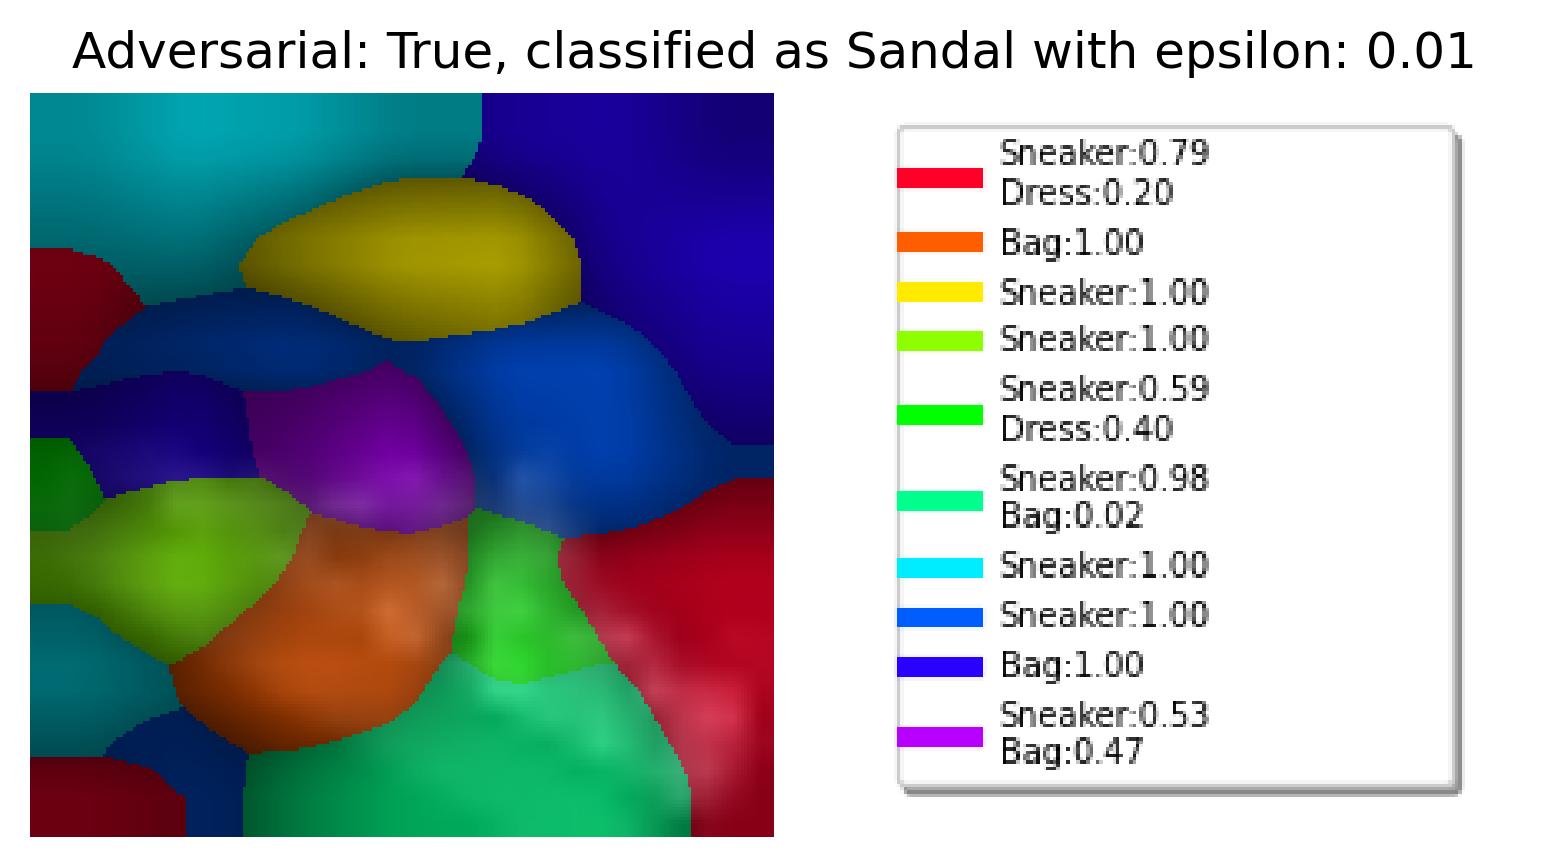 Adversarial: True, classified as Sandal with epsilon: 0.01
Sneaker:0.79
Dress:0.20
Bag:1.00
Sneaker:1.00
Sneaker:1.00
Sneaker:0.59
Dress:0.40
Sneaker:0.98
Bag:0.02
Sneaker:1.00
Sneaker:1.00
Bag:1.00
Sneaker:0.53
Bag:0.47